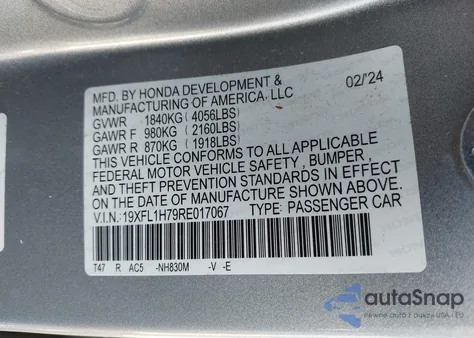 MFD. BY HONDA DEVELOPMENT & 02/24
MANUFACTURING OF AMERICA, LLC
GVWR 1840KG (4056LBS)
GAWR F 980KG (2160LBS)
GAWR R 870KG (1918LBS)
THIS VEHICLE CONFORMS TO ALL APPLICABLE
FEDERAL MOTOR VEHICLE SAFETY, BUMPER,
AND THEFT PREVENTION STANDARDS IN EFFECT
ON THE DATE OF MANUFACTURE SHOWN ABOVE.
V.I.N.: 19XFL1H79RE017067 TYPE: PASSENGER CAR
T47 R AC5 -NH830M -V -E
autoSnap